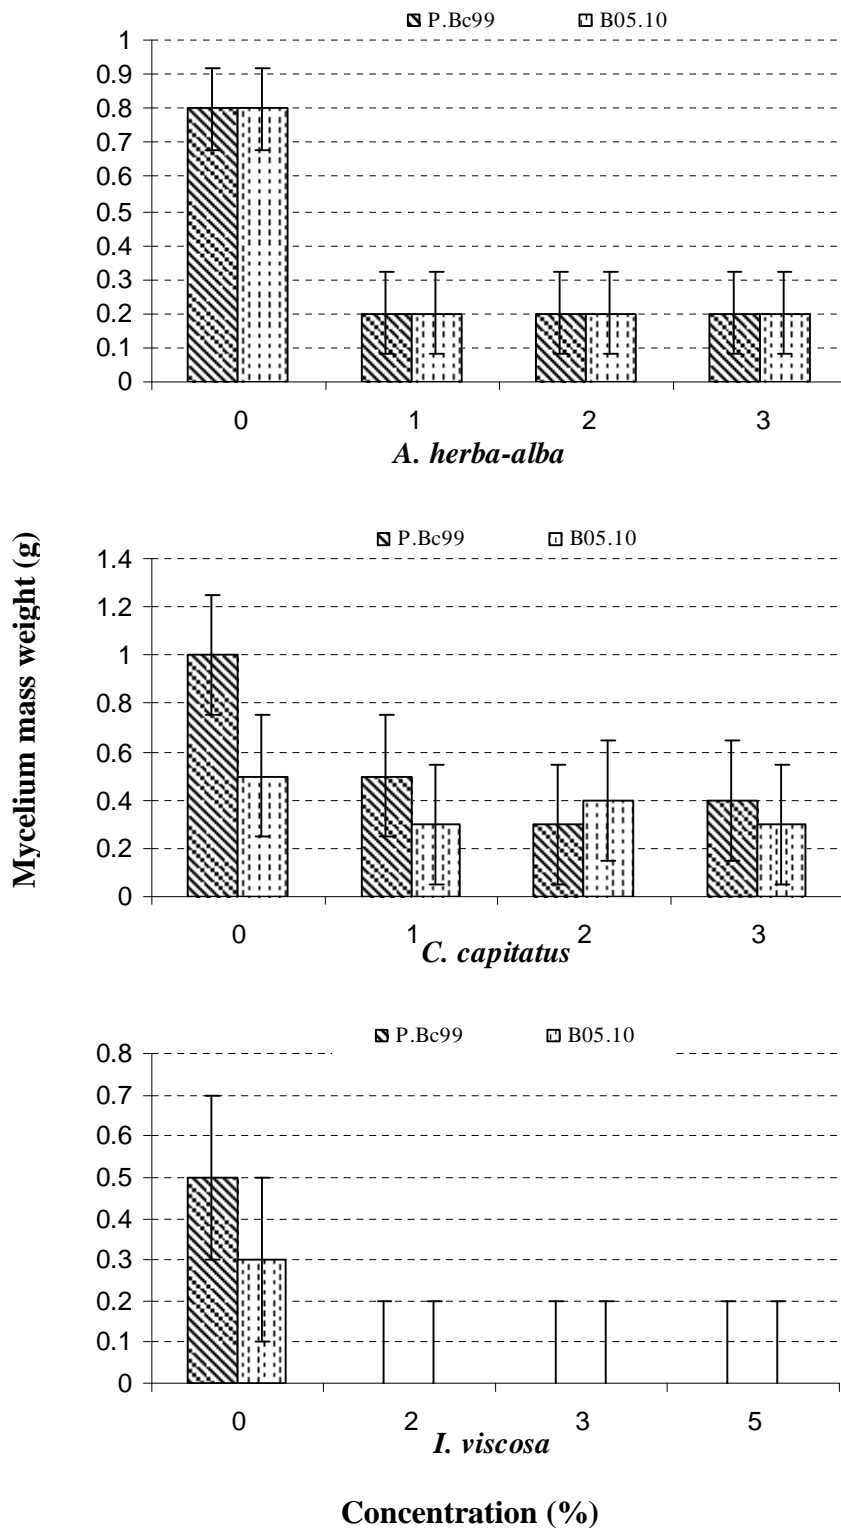 P.Bc99 B05.10
1
0.9
0.8
0.7
0.6
0.5
0.4
0.3
0.2
0.1
0
0 1 2 3
A. herba-alba
Mycelium mass weight (g)
P.Bc99 B05.10
1.4
1.2
1
0.8
0.6
0.4
0.2
0
0 1 2 3
C. capitatus
P.Bc99 B05.10
0.8
0.7
0.6
0.5
0.4
0.3
0.2
0.1
0
0 2 3 5
I. viscosa
Concentration (%)